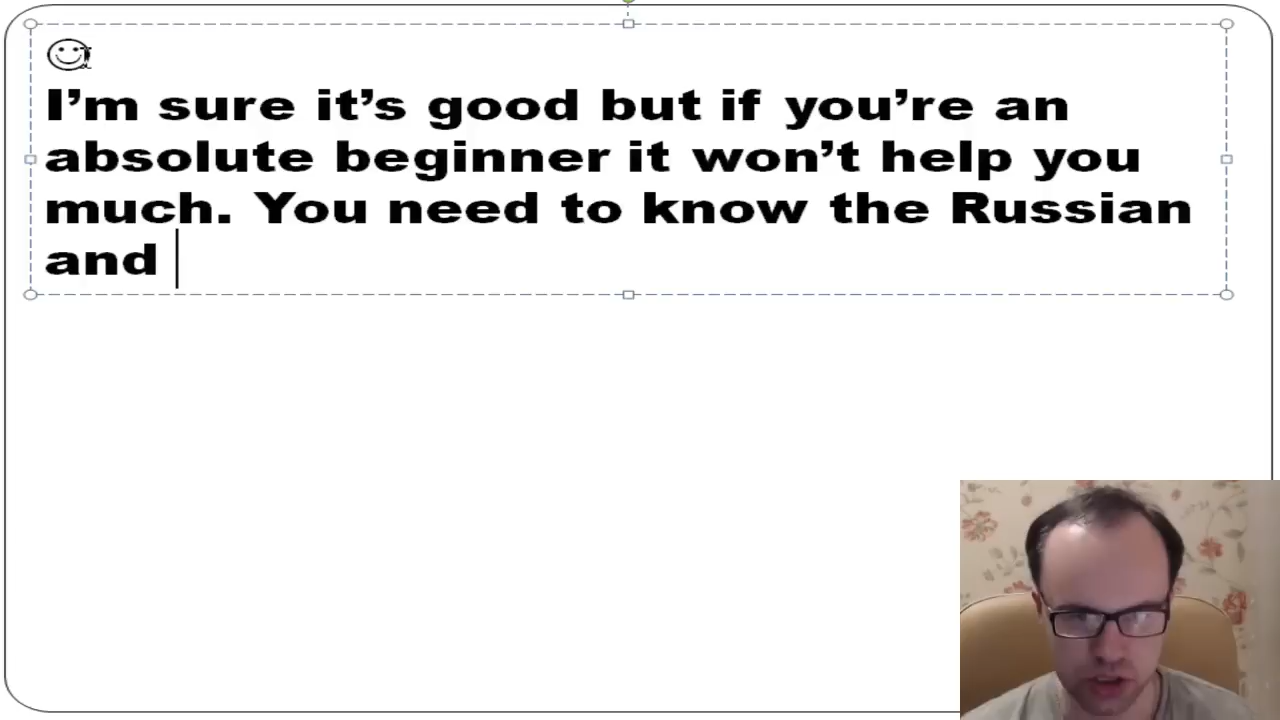 I’m sure it’s good but if you’re an
absolute beginner it won’t help you
much. You need to know the Russian
and